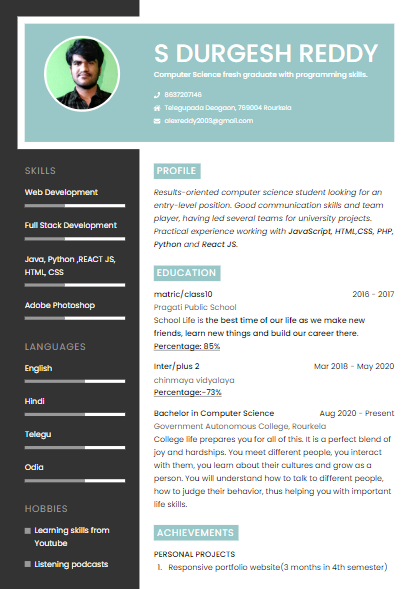 S DURGESH REDDY
Computer Science fresh graduate with programming skills.
6637207146
Telegupada Deogaon, 769004 Rourkela
alexreddy2003@gmail.com
SKILLS
Web Development
Full Stack Development
Java, Python ,REACT JS,
HTML, CSS
Adobe Photoshop
LANGUAGES
English
Hindi
Telegu
Odia
HOBBIES
Learning skills from
Youtube
Listening podcasts
PROFILE
Results-oriented computer science student looking for an
entry-level position. Good communication skills and team
player, having led several teams for university projects.
Practical experience working with JavaScript, HTML,CSS, PHP,
Python and React JS.
EDUCATION
matric/class10 2016 - 2017
Pragati Public School
School Life is the best time of our life as we make new
friends, learn new things and build our career there.
Percentage: 85%
Inter/plus 2 Mar 2018 - May 2020
chinmaya vidyalaya
Percentage:-73%
Bachelor in Computer Science Aug 2020 - Present
Government Autonomous College, Rourkela
College life prepares you for all of this. It is a perfect blend of
joy and hardships. You meet different people, you interact
with them, you learn about their cultures and grow as a
person. You will understand how to talk to different people,
how to judge their behavior, thus helping you with important
life skills.
ACHIEVEMENTS
PERSONAL PROJECTS
1. Responsive portfolio website(3 months in 4th semester)